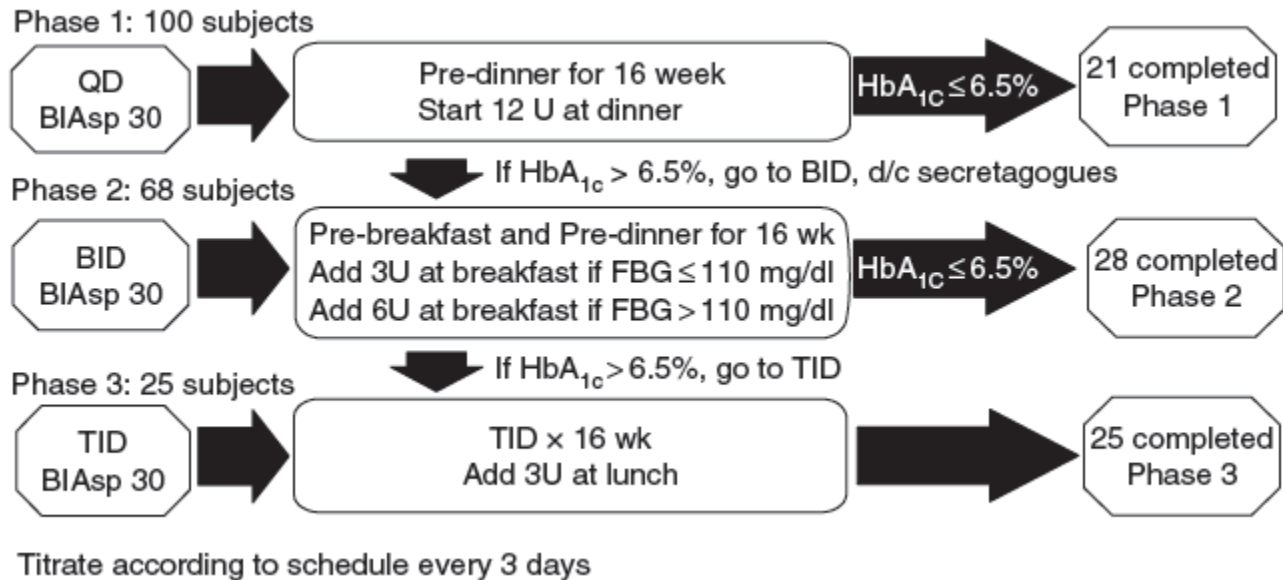 Phase 1: 100 subjects
QD
BIAsp 30
Pre-dinner for 16 week
Start 12 U at dinner
HbA1C ≤ 6.5%
21 completed
Phase 1
If HbA1c > 6.5%, go to BID, d/c secretagogues
Phase 2: 68 subjects
BID
BIAsp 30
Pre-breakfast and Pre-dinner for 16 wk
Add 3U at breakfast if FBG ≤ 110 mg/dl
Add 6U at breakfast if FBG > 110 mg/dl
HbA1C ≤ 6.5%
28 completed
Phase 2
If HbA1c > 6.5%, go to TID
Phase 3: 25 subjects
TID
BIAsp 30
TID × 16 wk
Add 3U at lunch
25 completed
Phase 3
Titrate according to schedule every 3 days